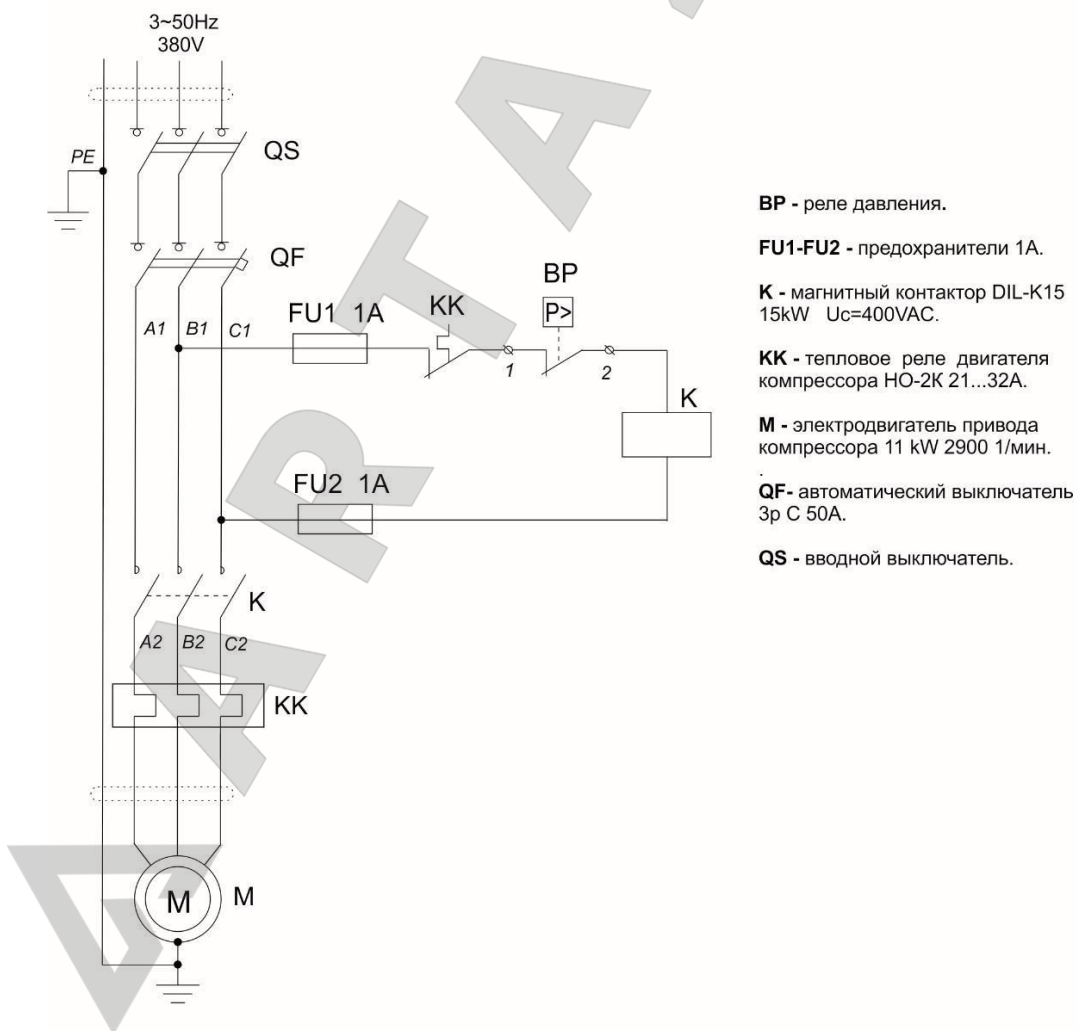 3~50Hz
380V
PE
QS
QF
A1 B1 C1
FU1 1A
KK
BP
P>
1
2
K
FU2 1A
K
A2 B2 C2
KK
M
M
BP - реле давления.
FU1-FU2 - предохранители 1А.
K - магнитный контактор DIL-K15
15kW Uc=400VAC.
KK - тепловое реле двигателя
компрессора НО-2К 21...32А.
M - электродвигатель привода
компрессора 11 kW 2900 1/мин.
.
QF- автоматический выключатель
3р С 50А.
QS - вводной выключатель.
GARTAL